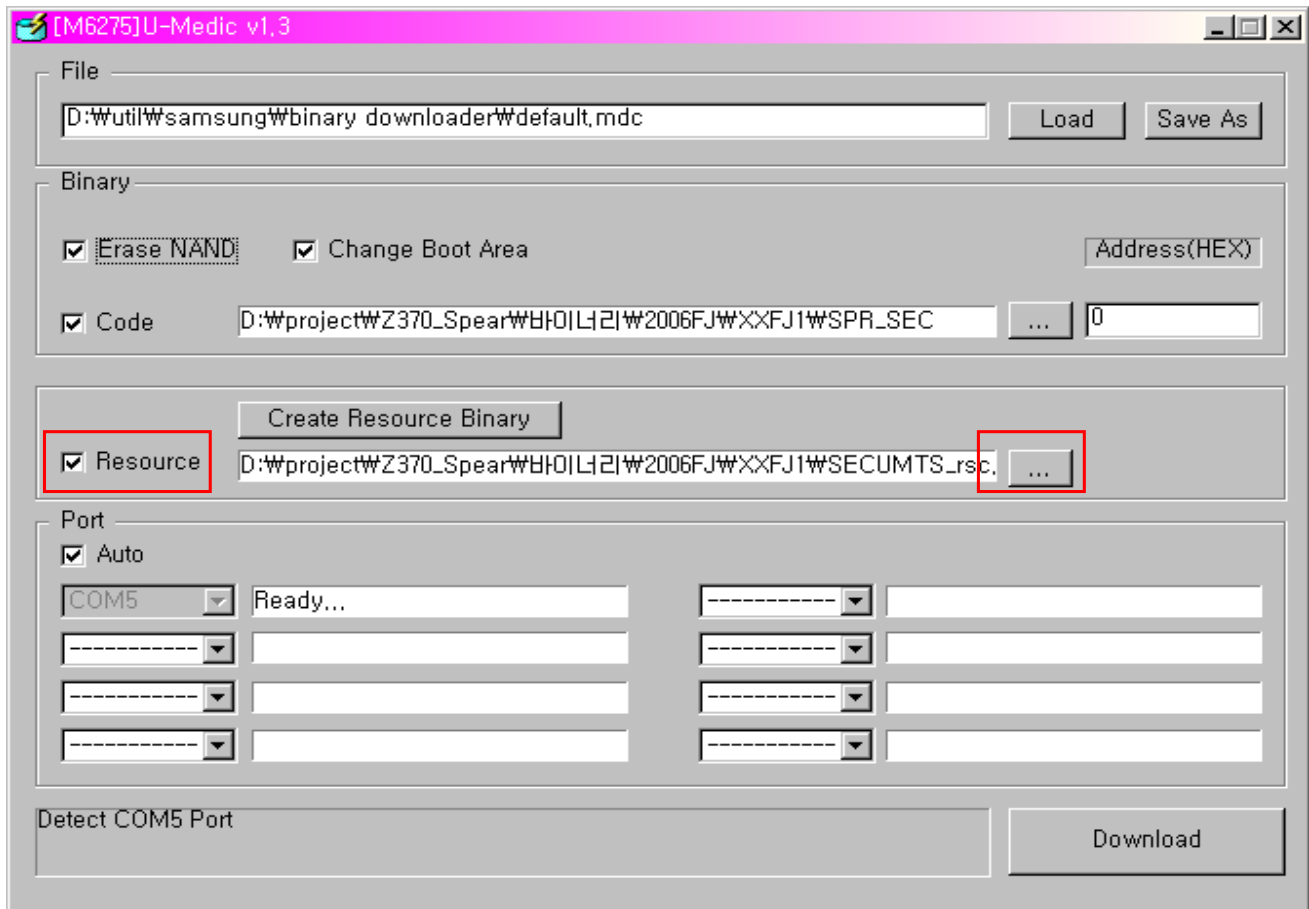 [M6275]U-Medic v1.3
File
D:₩util₩samsung₩binary downloader₩default.mdc
Load
Save As
Binary
Erase NAND
Change Boot Area
Address(HEX)
Code
D:₩project₩Z370_Spear₩바이너리₩2006FJ₩XXFJ1₩SPR_SEC
...
0
Create Resource Binary
Resource
D:₩project₩Z370_Spear₩바이너리₩2006FJ₩XXFJ1₩SECUMTS_rsc.
...
Port
Auto
COM5
Ready...
-----------
-----------
-----------
-----------
-----------
-----------
-----------
Detect COM5 Port
Download